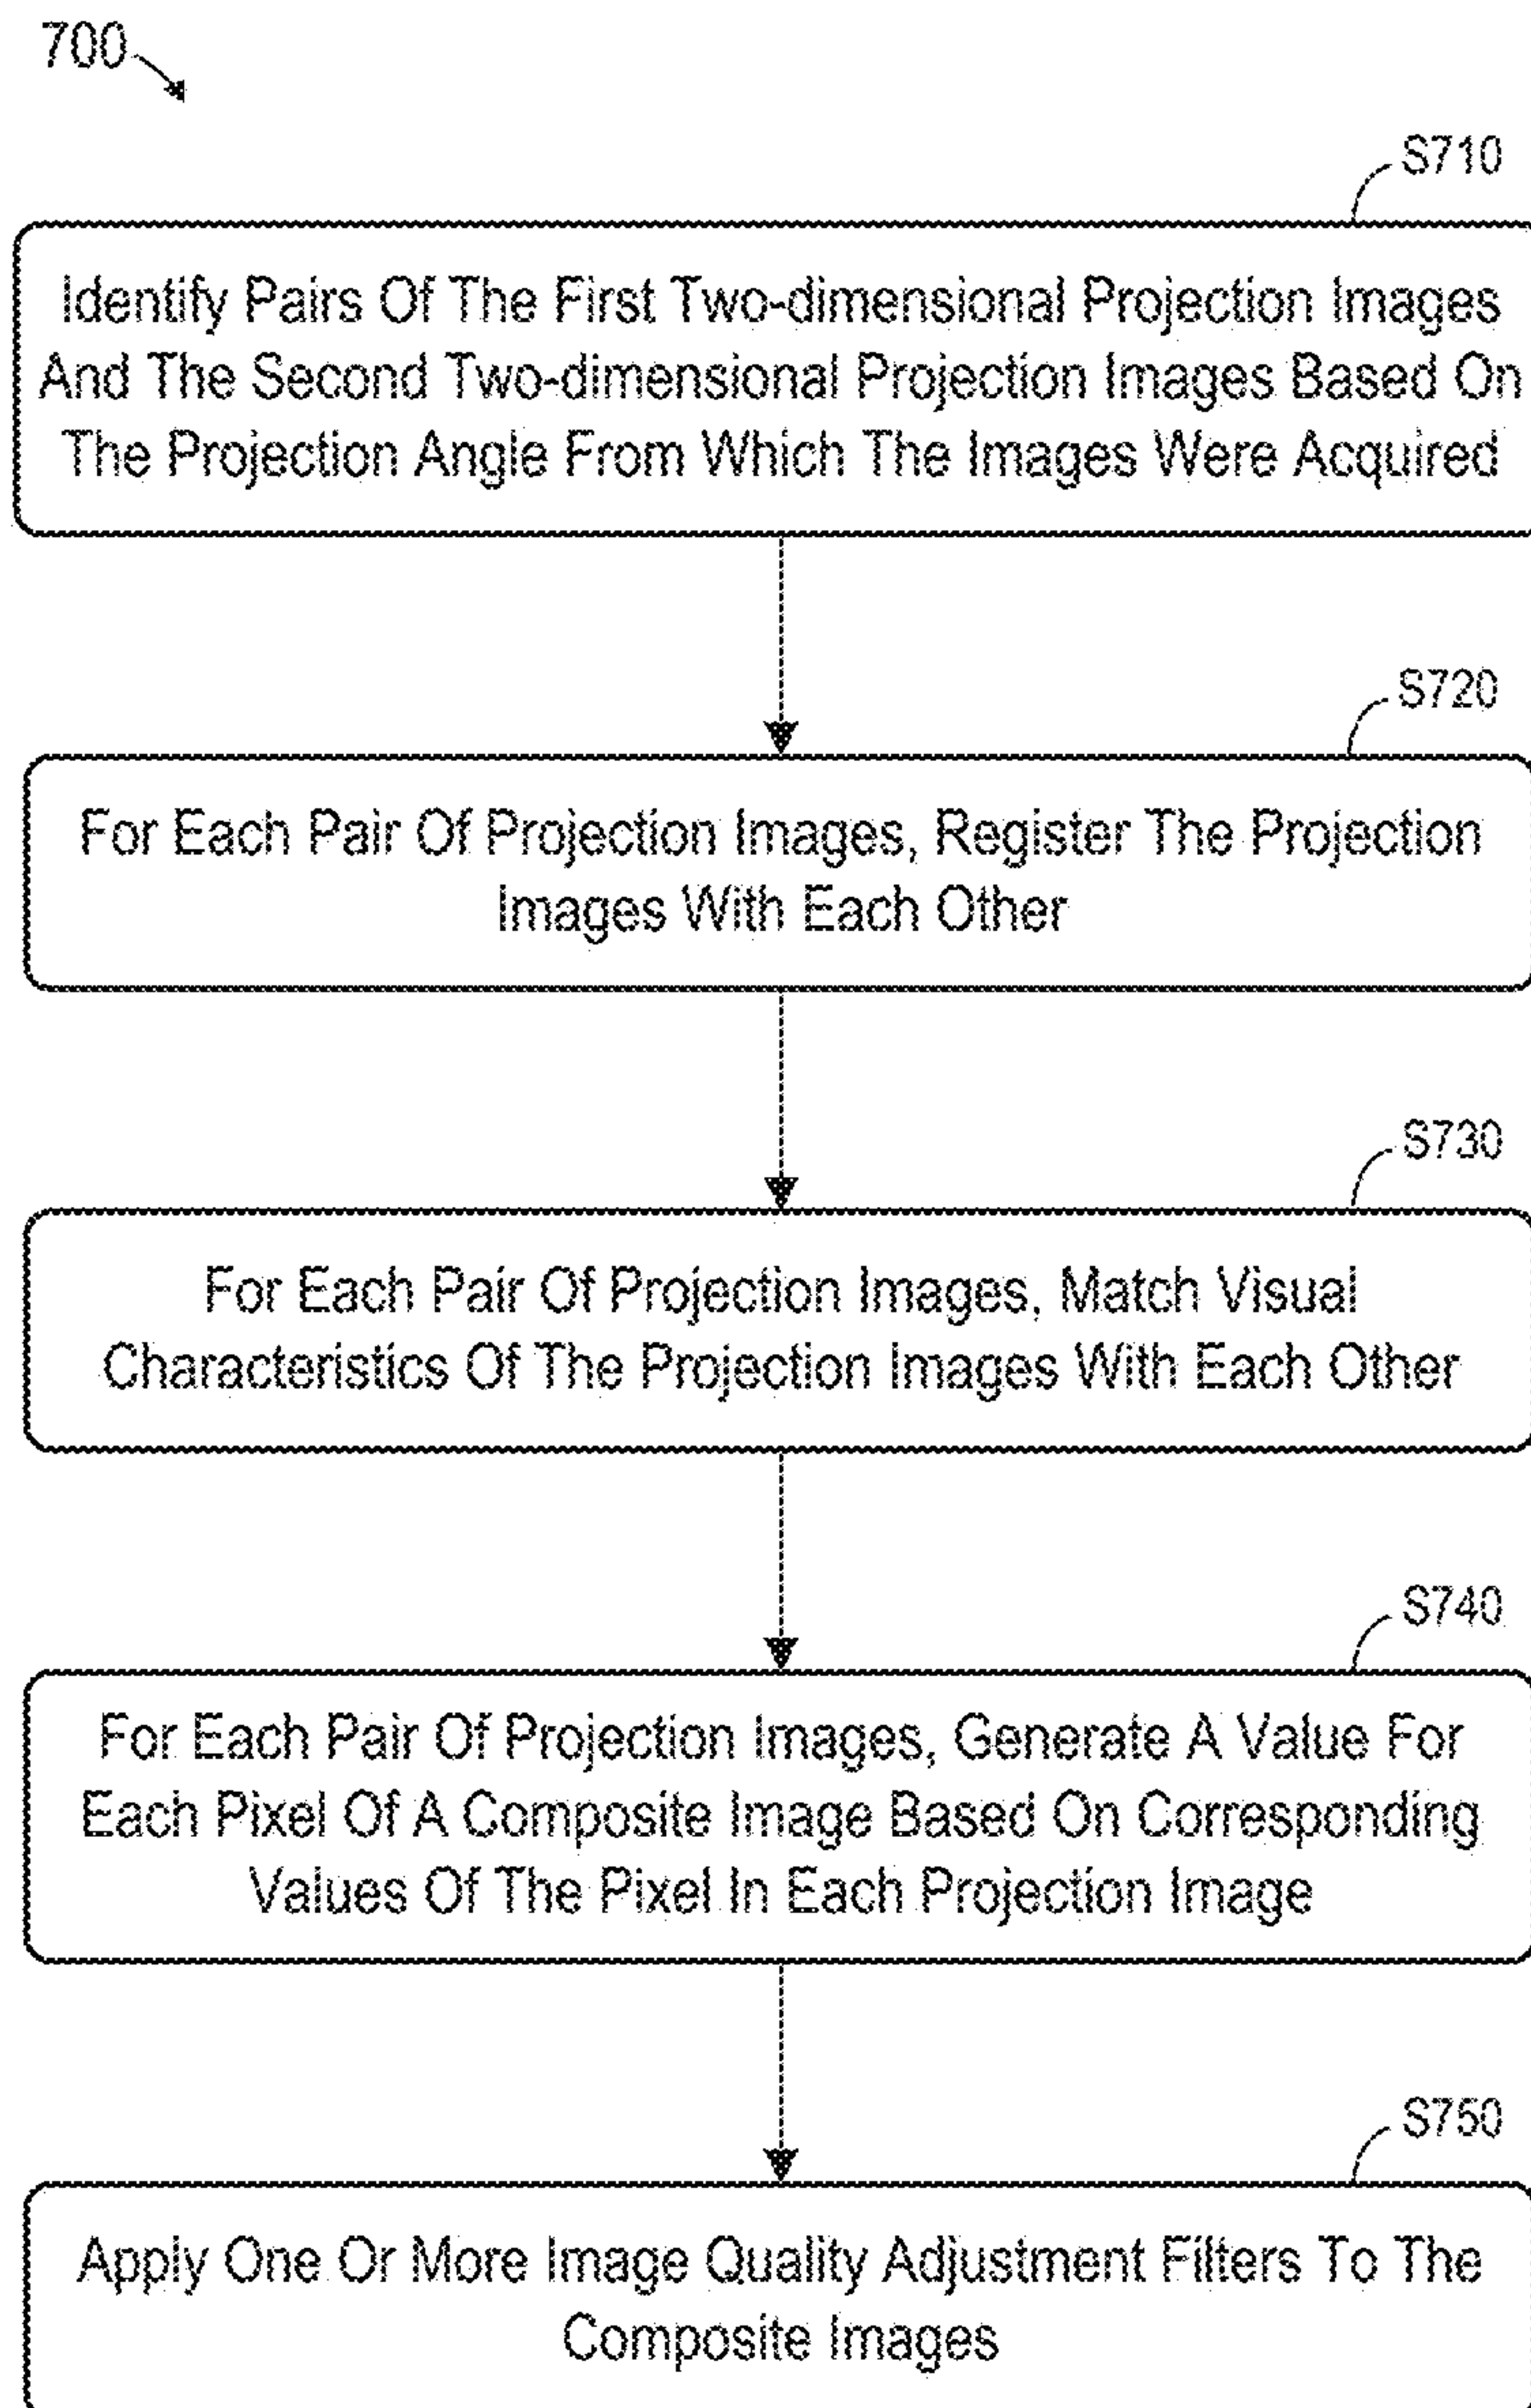 700
S710
Identify Pairs Of The First Two-dimensional Projection Images
And The Second Two-dimensional Projection Images Based On
The Projection Angle From Which The Images Were Acquired
S720
For Each Pair Of Projection Images, Register The Projection
Images With Each Other
S730
For Each Pair Of Projection Images, Match Visual
Characteristics Of The Projection Images With Each Other
S740
For Each Pair Of Projection Images, Generate A Value For
Each Pixel Of A Composite Image Based On Corresponding
Values Of The Pixel In Each Projection Image
S750
Apply One Or More Image Quality Adjustment Filters To The
Composite Images